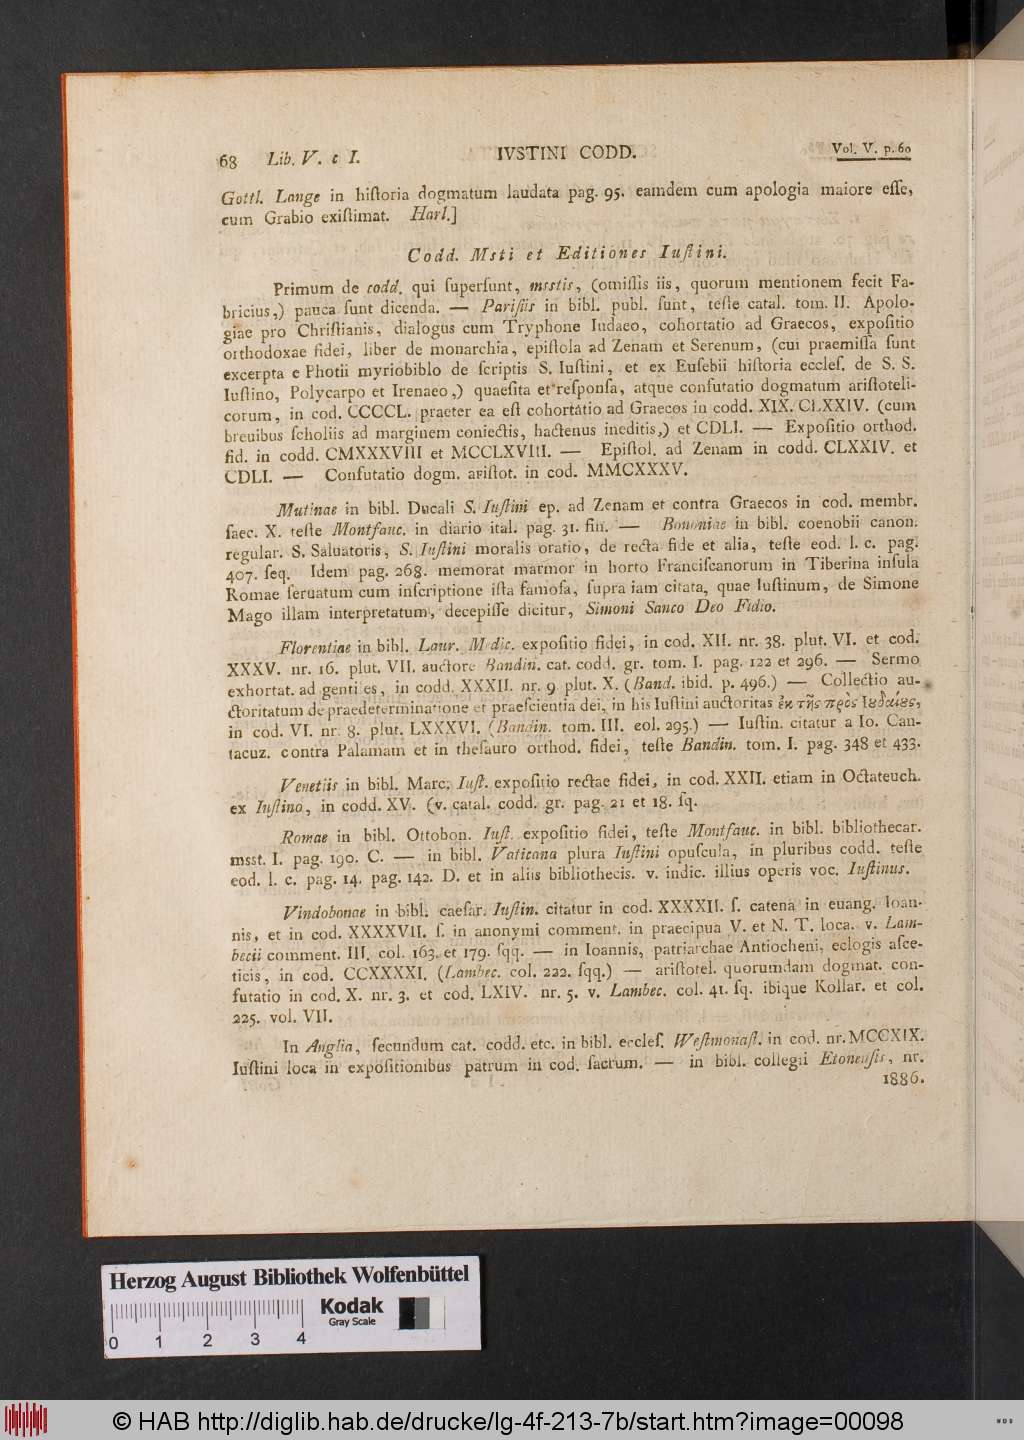 68 Lib. V. c I. IVSTINI CODD. Vol. V. p. 60
Gottl. Lange in hiſtoria dogmatum laudata pag. 95. eamdem cum apologia maiore eſſe,
cum Grabio exiſtimat. Harl.]
Codd. Msti et Editiones Iuſtini.
Primum de codd. qui ſuperſunt, msstis, (omiſſis iis, quorum mentionem fecit Fa-
bricius,) pauca ſunt dicenda. — Pariſiis in bibl. publ. ſunt, teſte catal. tom. II. Apolo-
giae pro Chriſtianis, dialogus cum Tryphone Iudaeo, cohortatio ad Graecos, expoſitio
orthodoxae fidei, liber de monarchia, epiſtola ad Zenam et Serenum, (cui praemiſſa ſunt
excerpta e Photii myriobiblo de ſcriptis S. Iuſtini, et ex Euſebii hiſtoria eccleſ. de S. S.
Iuſtino, Polycarpo et Irenaeo,) quaeſita et reſponſa, atque confutatio dogmatum ariſtoteli-
corum, in cod. CCCCL. praeter ea eſt cohortatio ad Graecos in codd. XIX. CLXXIV. (cum
breuibus ſcholiis ad marginem coniectis, hactenus ineditis,) et CDLI. — Expoſitio orthod.
fid. in codd. CMXXXVIII et MCCLXVIII. — Epiſtol. ad Zenam in codd. CLXXIV. et
CDLI. — Confutatio dogm. ariſtot. in cod. MMCXXXV.
Mutinae in bibl. Ducali S. Iuſtini ep. ad Zenam et contra Graecos in cod. membr.
ſaec. X. teſte Montfauc. in diario ital. pag. 31. fin. — Bononiae in bibl. coenobii canon.
regular. S. Saluatoris, S. Iuſtini moralis oratio, de recta fide et alia, teſte eod. l. c. pag.
407. ſeq. Idem pag. 268. memorat marmor in horto Franciſcanorum in Tiberina inſula
Romae ſeruatum cum inſcriptione iſta famoſa, ſupra iam citata, quae Iuſtinum, de Simone
Mago illam interpretatum, decepiſſe dicitur, Simoni Sanco Deo Fidio.
Florentiae in bibl. Laur. Medic. expoſitio fidei, in cod. XII. nr. 38. plut. VI. et cod.
XXXV. nr. 16. plut. VII. auctore Bandin. cat. codd. gr. tom. I. pag. 122 et 296. — Sermo
exhortat. ad gentiles, in codd. XXXII. nr. 9 plut. X. (Band. ibid. p. 496.) — Collectio au-
ctoritatum de praedeterminatione et praeſcientia dei, in his Iuſtini auctoritas ἐκ τῆς πρὸς Ἰȣδαίȣς,
in cod. VI. nr. 8. plut. LXXXVI. (Bandin. tom. III. col. 295.) — Iuſtin. citatur a Io. Can-
tacuz. contra Palamam et in theſauro orthod. fidei, teſte Bandin. tom. I. pag. 348 et 433.
Venetiis in bibl. Marc. Iuſt. expoſitio rectae fidei, in cod. XXII. etiam in Octateuch.
ex Iuſtino, in codd. XV. (v. catal. codd. gr. pag. 21 et 18. ſq.
Romae in bibl. Ottobon. Iuſt. expoſitio fidei, teſte Montfauc. in bibl. bibliothecar.
msst. I. pag. 190. C. — in bibl. Vaticana plura Iuſtini opuſcula, in pluribus codd. teſte
eod. l. c. pag. 14. pag. 142. D. et in aliis bibliothecis. v. indic. illius operis voc. Iuſtinus.
Vindobonae in bibl. caeſar. Iuſtin. citatur in cod. XXXXII. ſ. catena in euang. Ioan-
nis, et in cod. XXXXVII. ſ. in anonymi comment. in praecipua V. et N. T. loca. v. Lam-
becii comment. III. col. 163. et 179. ſqq. — in Ioannis, patriarchae Antiocheni, eclogis aſce-
ticis, in cod. CCXXXXI. (Lambec. col. 222. ſqq.) — ariſtotel. quorumdam dogmat. con-
futatio in cod. X. nr. 3. et cod. LXIV. nr. 5. v. Lambec. col. 41. ſq. ibique Kollar. et col.
225. vol. VII.
In Anglia, ſecundum cat. codd. etc. in bibl. eccleſ. Weſtmonaſt. in cod. nr. MCCXIX.
Iuſtini loca in expoſitionibus patrum in cod. ſacrum. — in bibl. collegii Etonenſis, nr.
1886.
Herzog August Bibliothek Wolfenbüttel
Kodak
Gray Scale
0 1 2 3 4
© HAB http://diglib.hab.de/drucke/lg-4f-213-7b/start.htm?image=00098